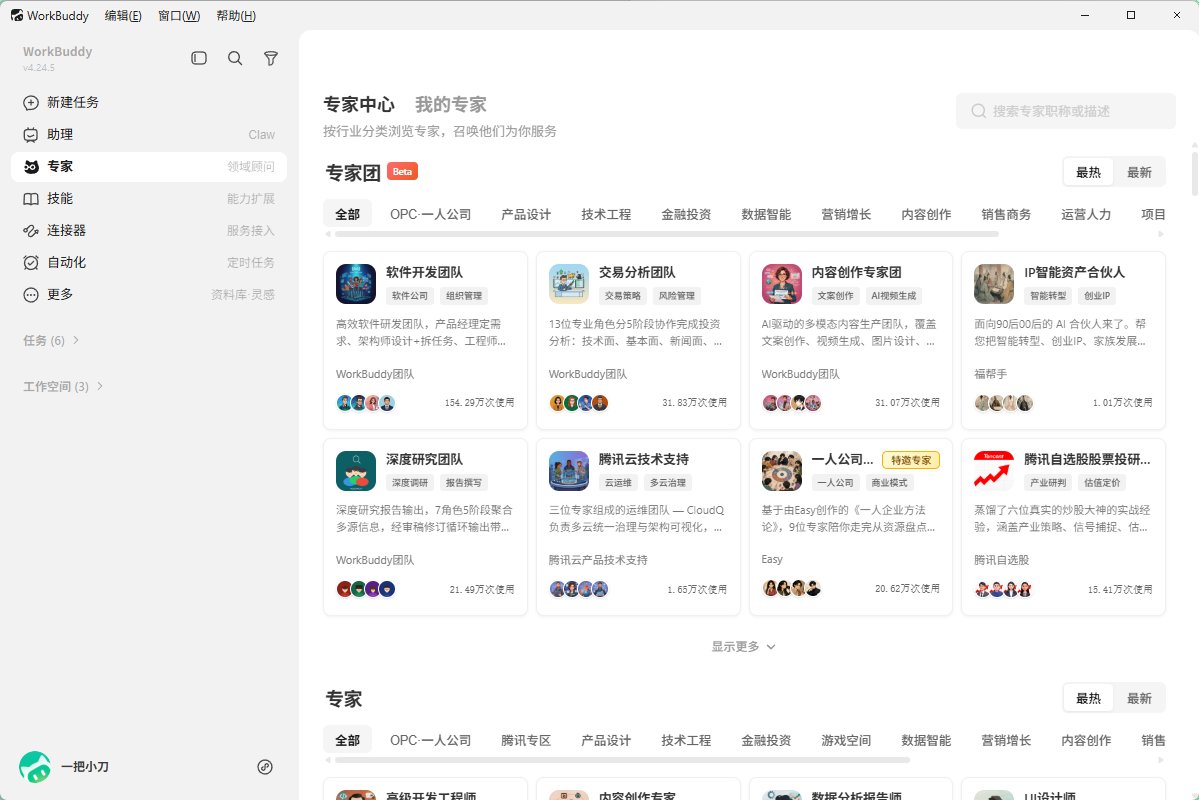 WorkBuddy 编辑(E) 窗口(W) 帮助(H)
WorkBuddy
v4.24.5
新建任务
助理 Claw
专家 领域顾问
技能 能力扩展
连接器 服务接入
自动化 定时任务
更多 资料库·灵感
任务 (6)
工作空间 (3)
一把小刀
专家中心 我的专家
按行业分类浏览专家，召唤他们为你服务
搜索专家职称或描述
专家团 Beta
最热 最新
全部 OPC·一人公司 产品设计 技术工程 金融投资 数据智能 营销增长 内容创作 销售商务 运营人力 项目
软件开发团队
软件公司 组织管理
高效软件研发团队，产品经理定需
求、架构师设计+拆任务、工程师...
WorkBuddy团队
154.29万次使用
交易分析团队
交易策略 风险管理
13位专业角色分5阶段协作完成投资
分析：技术面、基本面、新闻面、...
WorkBuddy团队
31.83万次使用
内容创作专家团
文案创作 AI视频生成
AI驱动的多模态内容生产团队，覆盖
文案创作、视频生成、图片设计、...
WorkBuddy团队
31.07万次使用
IP智能资产合伙人
智能转型 创业IP
面向90后00后的 AI 合伙人来了。帮
您把智能转型、创业IP、家族发展...
福帮手
1.01万次使用
深度研究团队
深度调研 报告撰写
深度研究报告输出，7角色5阶段聚合
多源信息，经审稿修订循环输出带...
WorkBuddy团队
21.49万次使用
腾讯云技术支持
云运维 多云治理
三位专家组成的运维团队 — CloudQ
负责多云统一治理与架构可视化，...
腾讯云产品技术支持
1.65万次使用
一人公司... 特邀专家
一人公司 商业模式
基于由Easy创作的《一人企业方法
论》，9位专家陪你走完从资源盘点...
Easy
20.62万次使用
Tencent
腾讯自选股股票投研...
产业研判 估值定价
蒸馏了六位真实的炒股大神的实战经
验，涵盖产业策略、信号捕捉、估...
腾讯自选股
15.41万次使用
显示更多
专家
最热 最新
全部 OPC·一人公司 腾讯专区 产品设计 技术工程 金融投资 游戏空间 数据智能 营销增长 内容创作 销售
高级开发工程师
内容创作专家
数据分析报告师
UI设计师